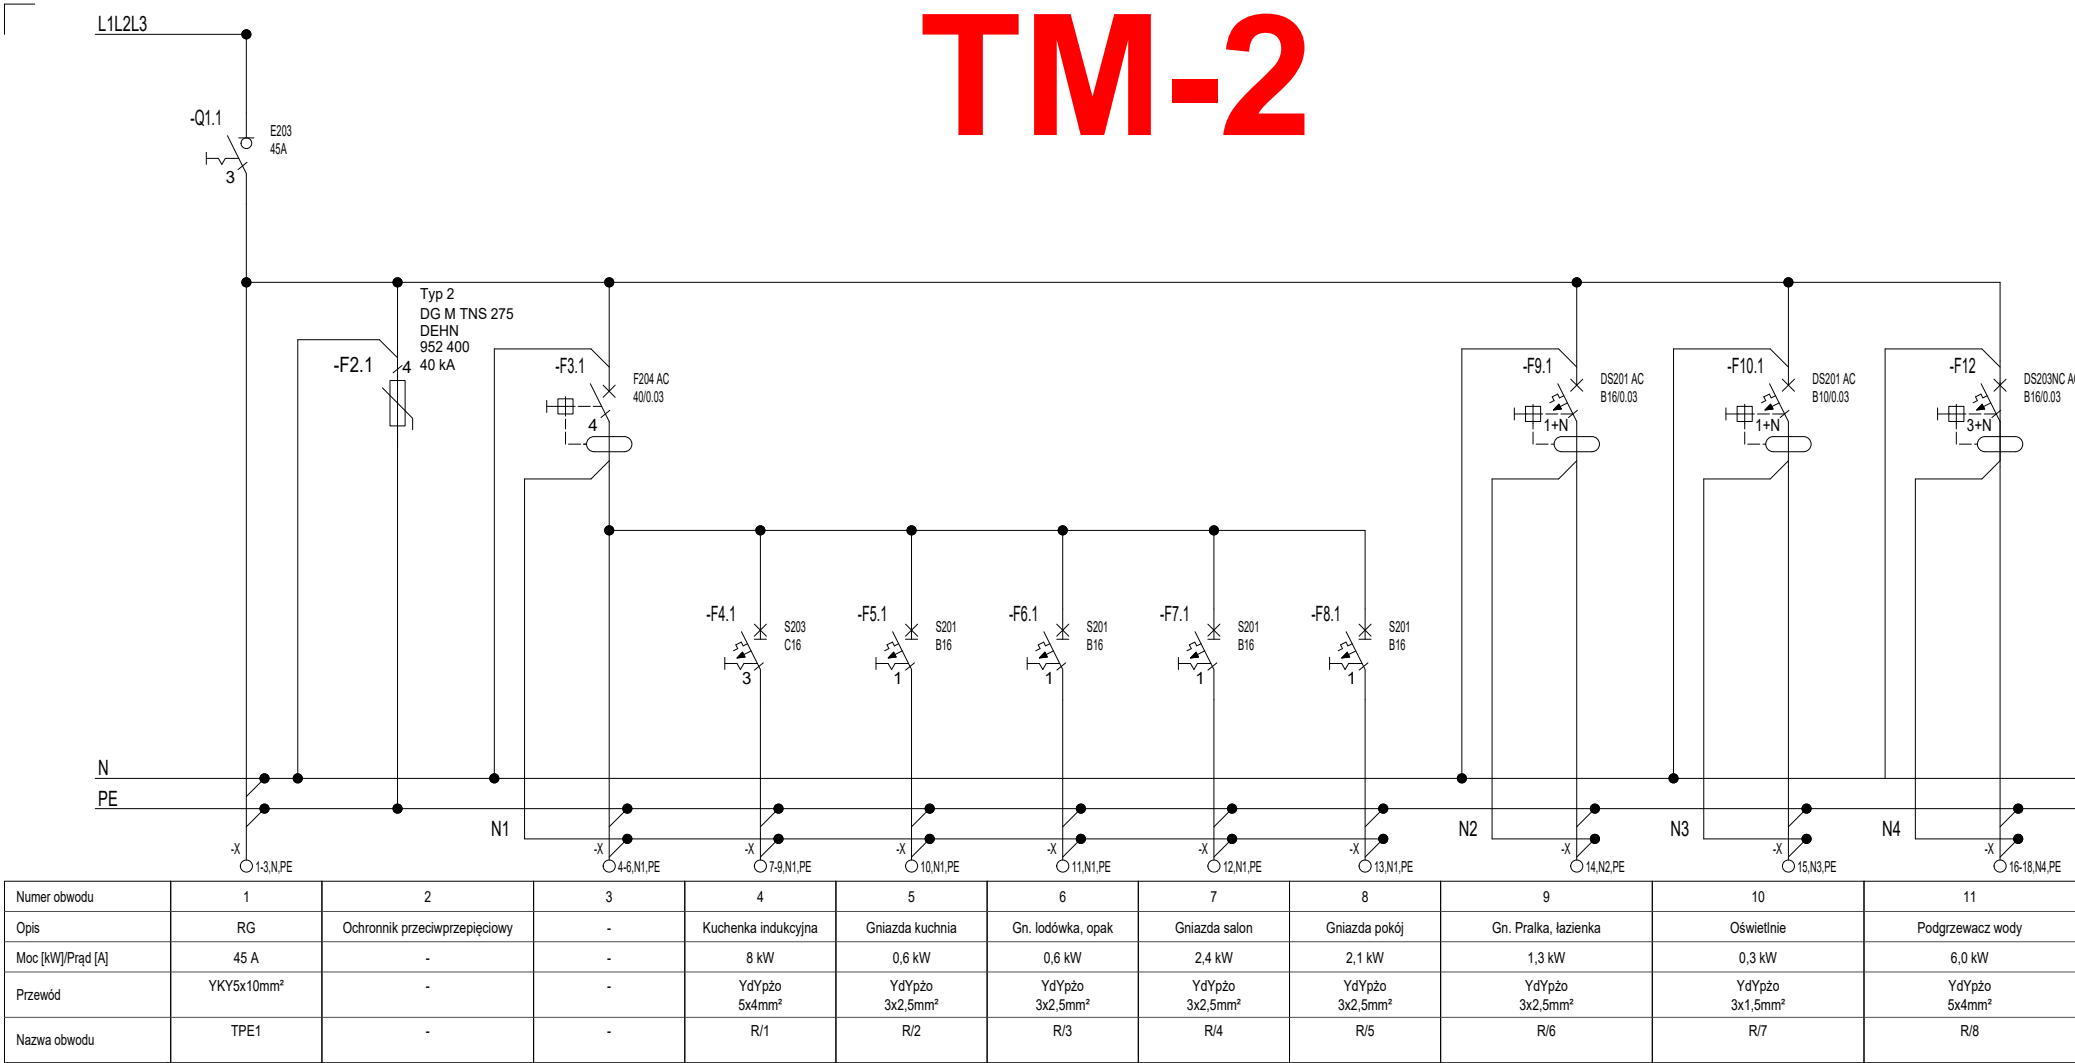 L1L2L3
TM-2
-Q1.1
E203
45A
3
Typ 2
DG M TNS 275
DEHN
952 400
40 kA
-F2.1
4
-F3.1
F204 AC
40/0.03
4
-F9.1
DS201 AC
B16/0.03
1+N
-F10.1
DS201 AC
B10/0.03
1+N
-F12
DS203NC AC
B16/0.03
3+N
-F4.1
S203
C16
3
-F5.1
S201
B16
1
-F6.1
S201
B16
1
-F7.1
S201
B16
1
-F8.1
S201
B16
1
N
PE
N1
N2
N3
N4
-X 1-3,N,PE
-X 4-6,N1,PE
-X 7-9,N1,PE
-X 10,N1,PE
-X 11,N1,PE
-X 12,N1,PE
-X 13,N1,PE
-X 14,N2,PE
-X 15,N3,PE
-X 16-18,N4,PE
Numer obwodu 1 2 3 4 5 6 7 8 9 10 11
Opis RG Ochronnik przeciwprzepięciowy - Kuchenka indukcyjna Gniazda kuchnia Gn. lodówka, opak Gniazda salon Gniazda pokój Gn. Pralka, łazienka Oświetlnie Podgrzewacz wody
Moc [kW]/Prąd [A] 45 A - - 8 kW 0,6 kW 0,6 kW 2,4 kW 2,1 kW 1,3 kW 0,3 kW 6,0 kW
Przewód YKY5x10mm² - - YdYpżo YdYpżo YdYpżo YdYpżo YdYpżo YdYpżo YdYpżo YdYpżo
5x4mm² 3x2,5mm² 3x2,5mm² 3x2,5mm² 3x2,5mm² 3x2,5mm² 3x1,5mm² 5x4mm²
Nazwa obwodu TPE1 - - R/1 R/2 R/3 R/4 R/5 R/6 R/7 R/8